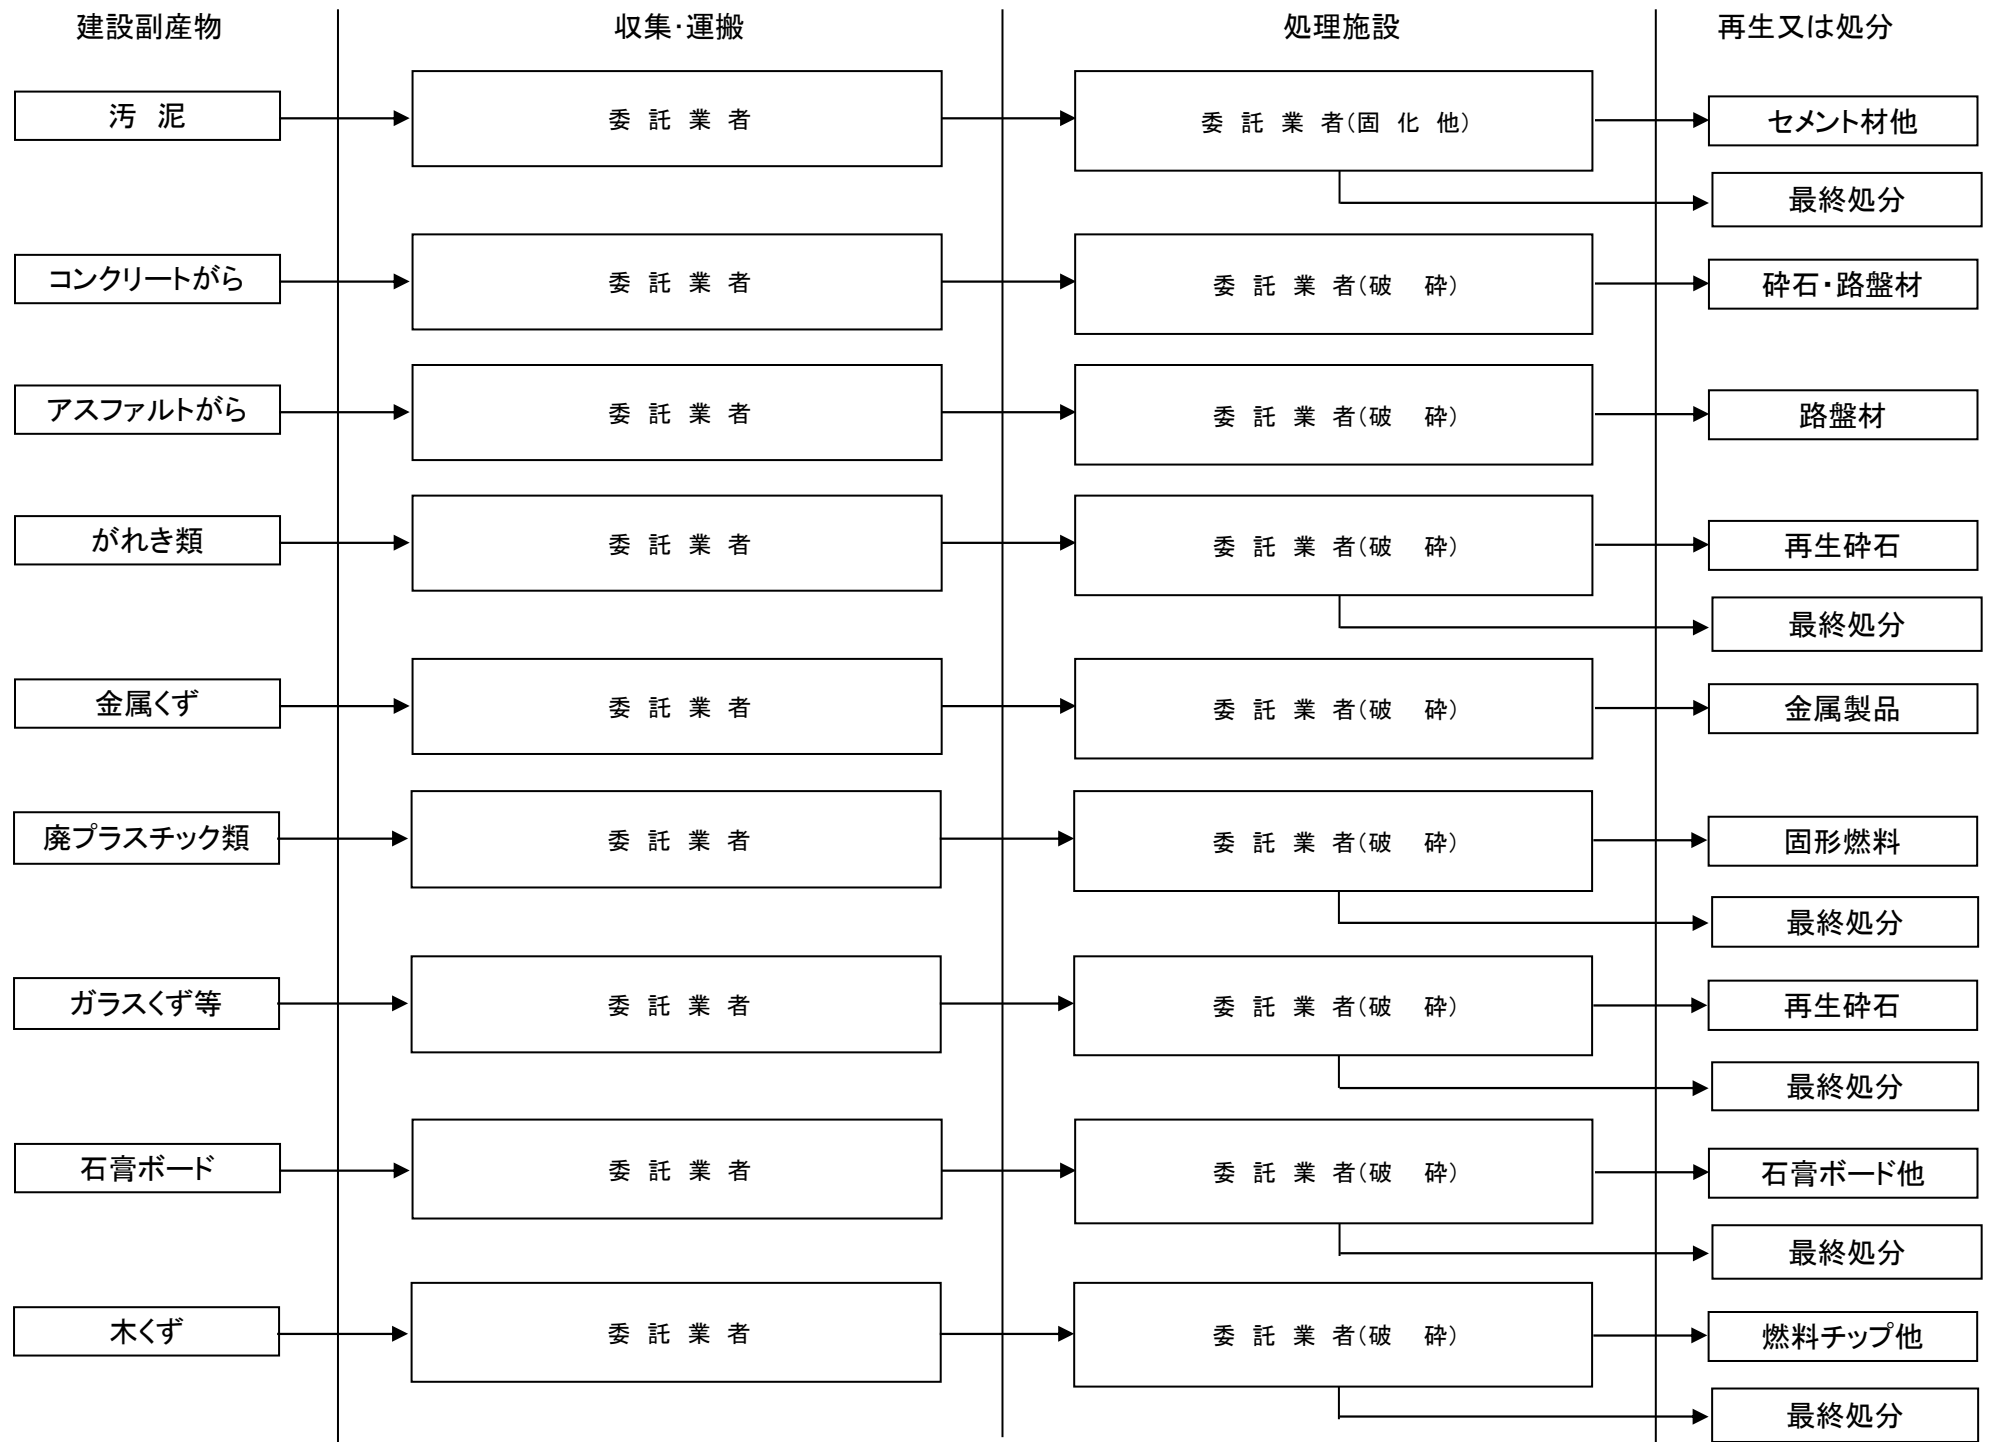 建設副産物 収集・運搬 処理施設 再生又は処分
汚 泥 委 託 業 者 委 託 業 者(固 化 他) セメント材他
最終処分
コンクリートがら 委 託 業 者 委 託 業 者(破 砕) 砕石・路盤材
アスファルトがら 委 託 業 者 委 託 業 者(破 砕) 路盤材
がれき類 委 託 業 者 委 託 業 者(破 砕) 再生砕石
最終処分
金属くず 委 託 業 者 委 託 業 者(破 砕) 金属製品
廃プラスチック類 委 託 業 者 委 託 業 者(破 砕) 固形燃料
最終処分
ガラスくず等 委 託 業 者 委 託 業 者(破 砕) 再生砕石
最終処分
石膏ボード 委 託 業 者 委 託 業 者(破 砕) 石膏ボード他
最終処分
木くず 委 託 業 者 委 託 業 者(破 砕) 燃料チップ他
最終処分